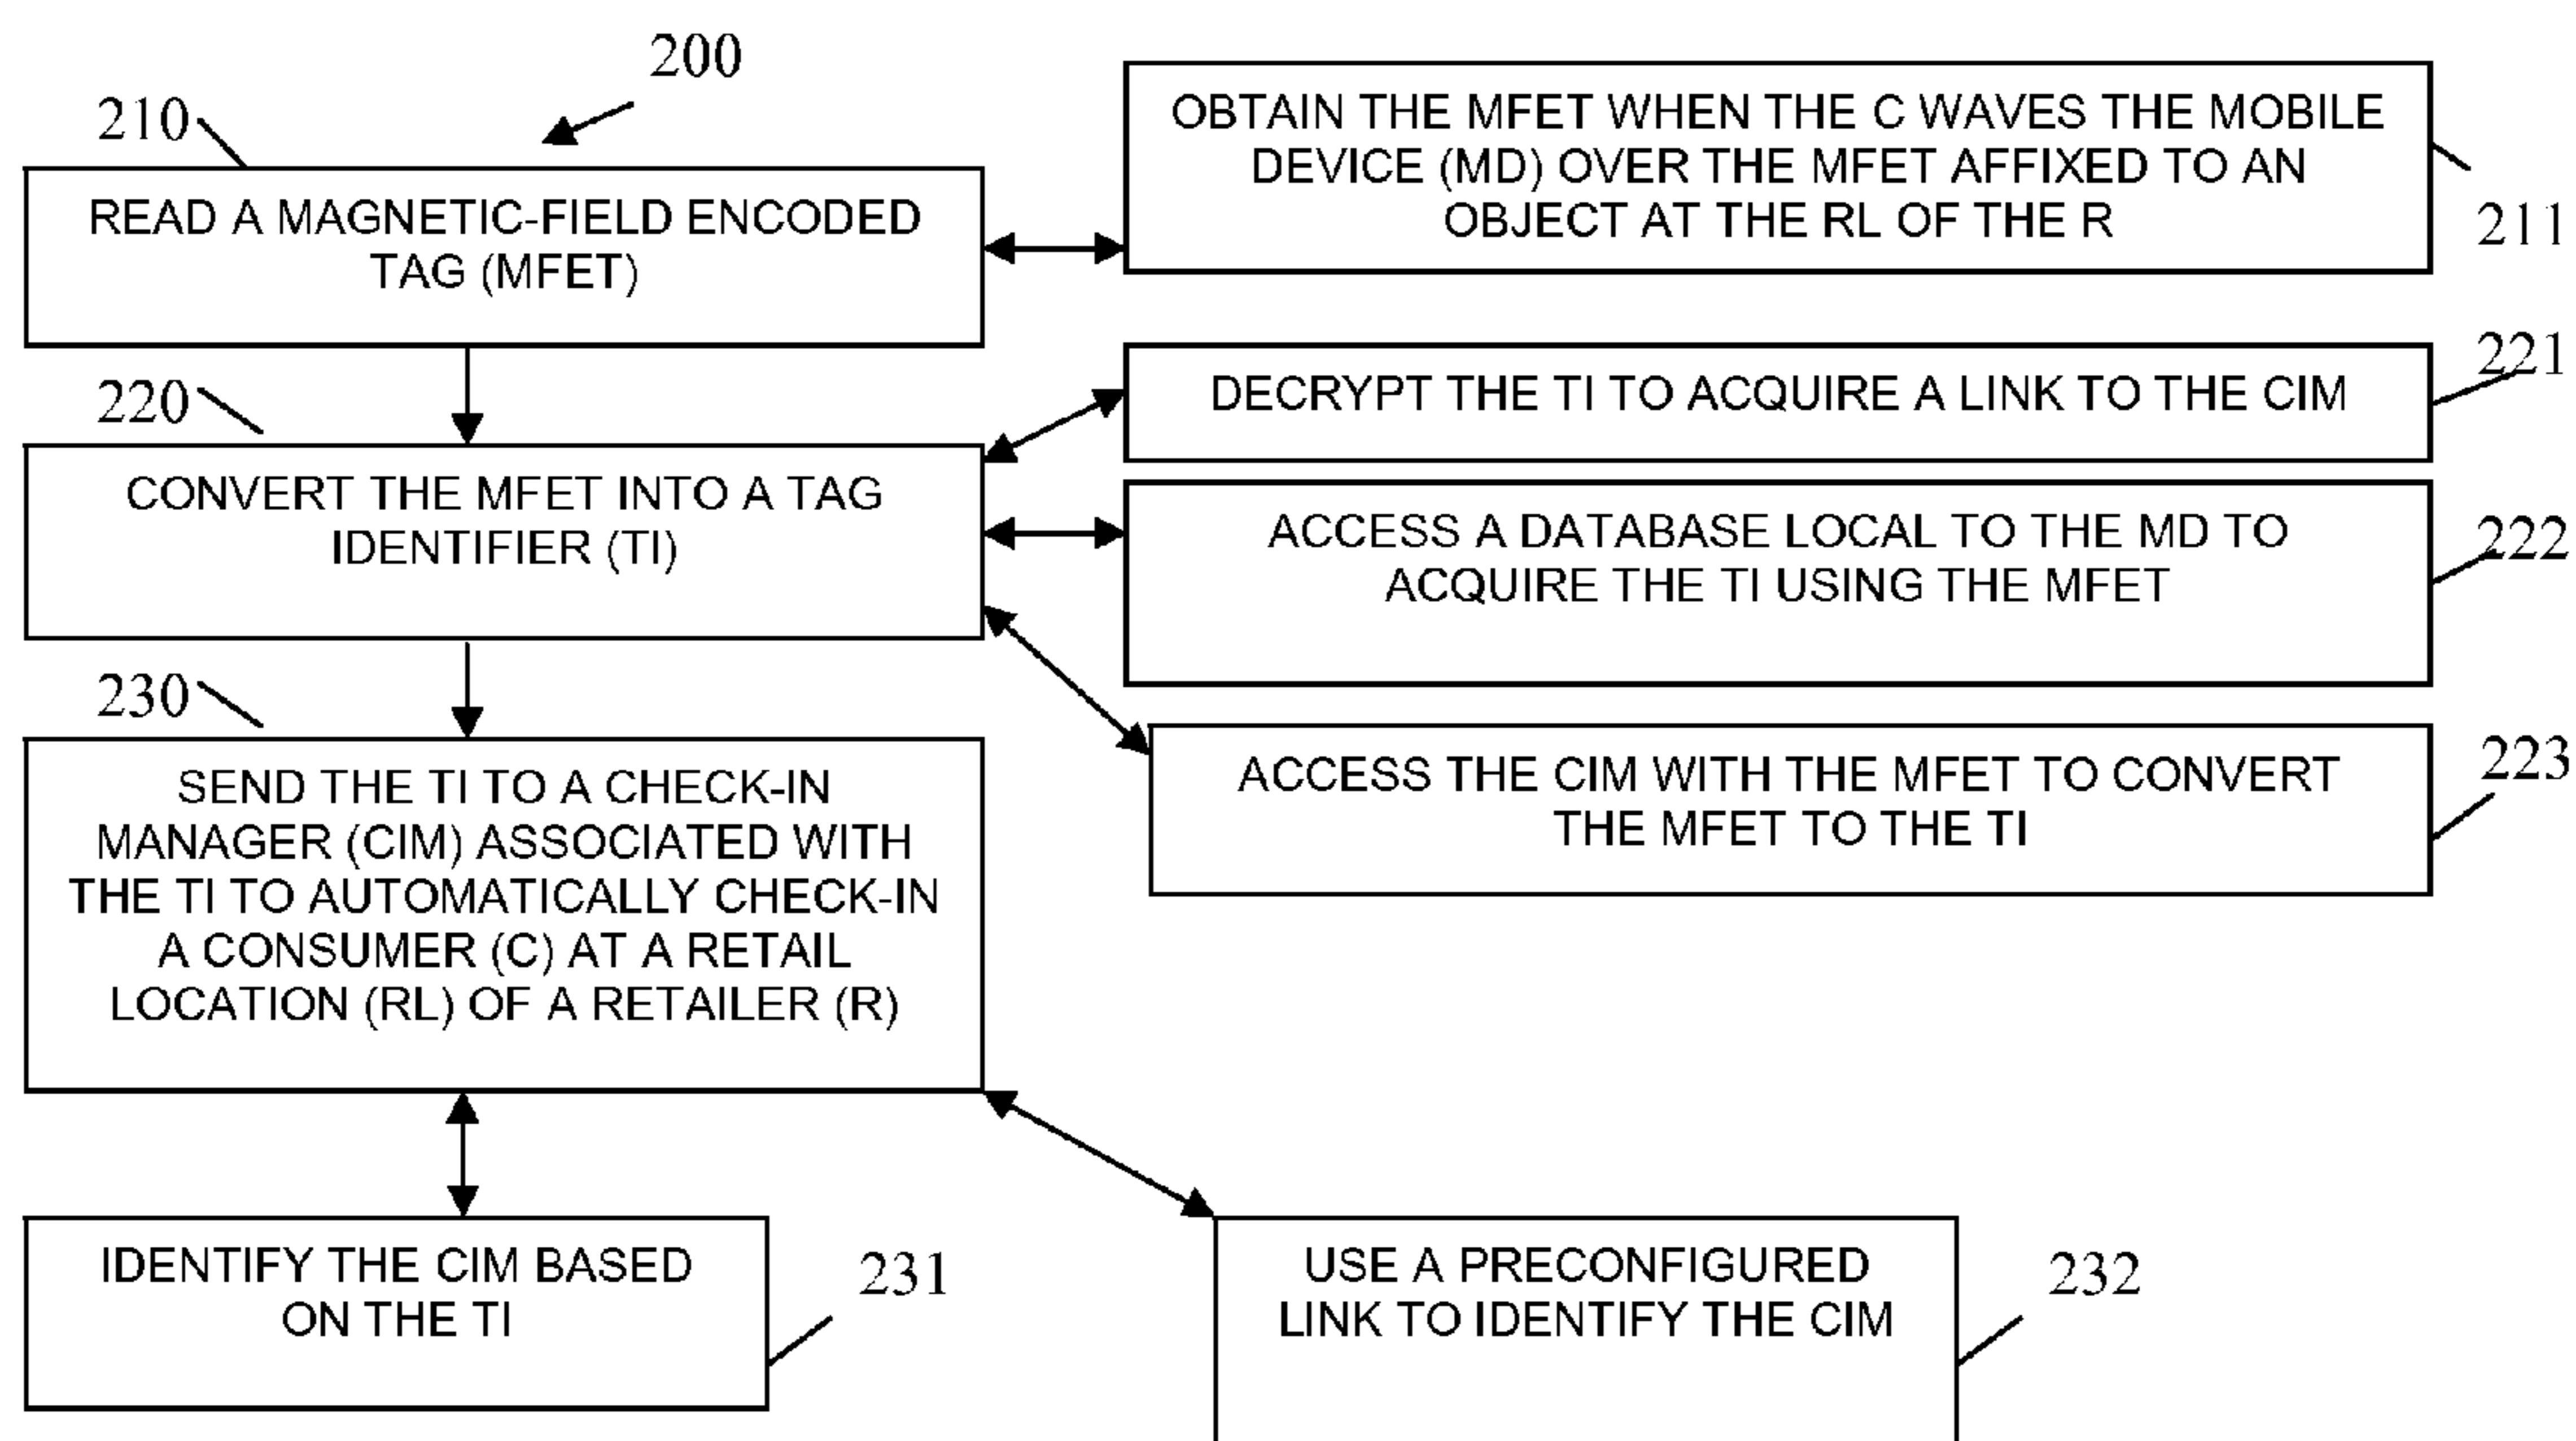 200
210
READ A MAGNETIC-FIELD ENCODED
TAG (MFET)
OBTAIN THE MFET WHEN THE C WAVES THE MOBILE
DEVICE (MD) OVER THE MFET AFFIXED TO AN
OBJECT AT THE RL OF THE R
211
220
CONVERT THE MFET INTO A TAG
IDENTIFIER (TI)
DECRYPT THE TI TO ACQUIRE A LINK TO THE CIM
221
ACCESS A DATABASE LOCAL TO THE MD TO
ACQUIRE THE TI USING THE MFET
222
ACCESS THE CIM WITH THE MFET TO CONVERT
THE MFET TO THE TI
223
230
SEND THE TI TO A CHECK-IN
MANAGER (CIM) ASSOCIATED WITH
THE TI TO AUTOMATICALLY CHECK-IN
A CONSUMER (C) AT A RETAIL
LOCATION (RL) OF A RETAILER (R)
IDENTIFY THE CIM BASED
ON THE TI
231
USE A PRECONFIGURED
LINK TO IDENTIFY THE CIM
232